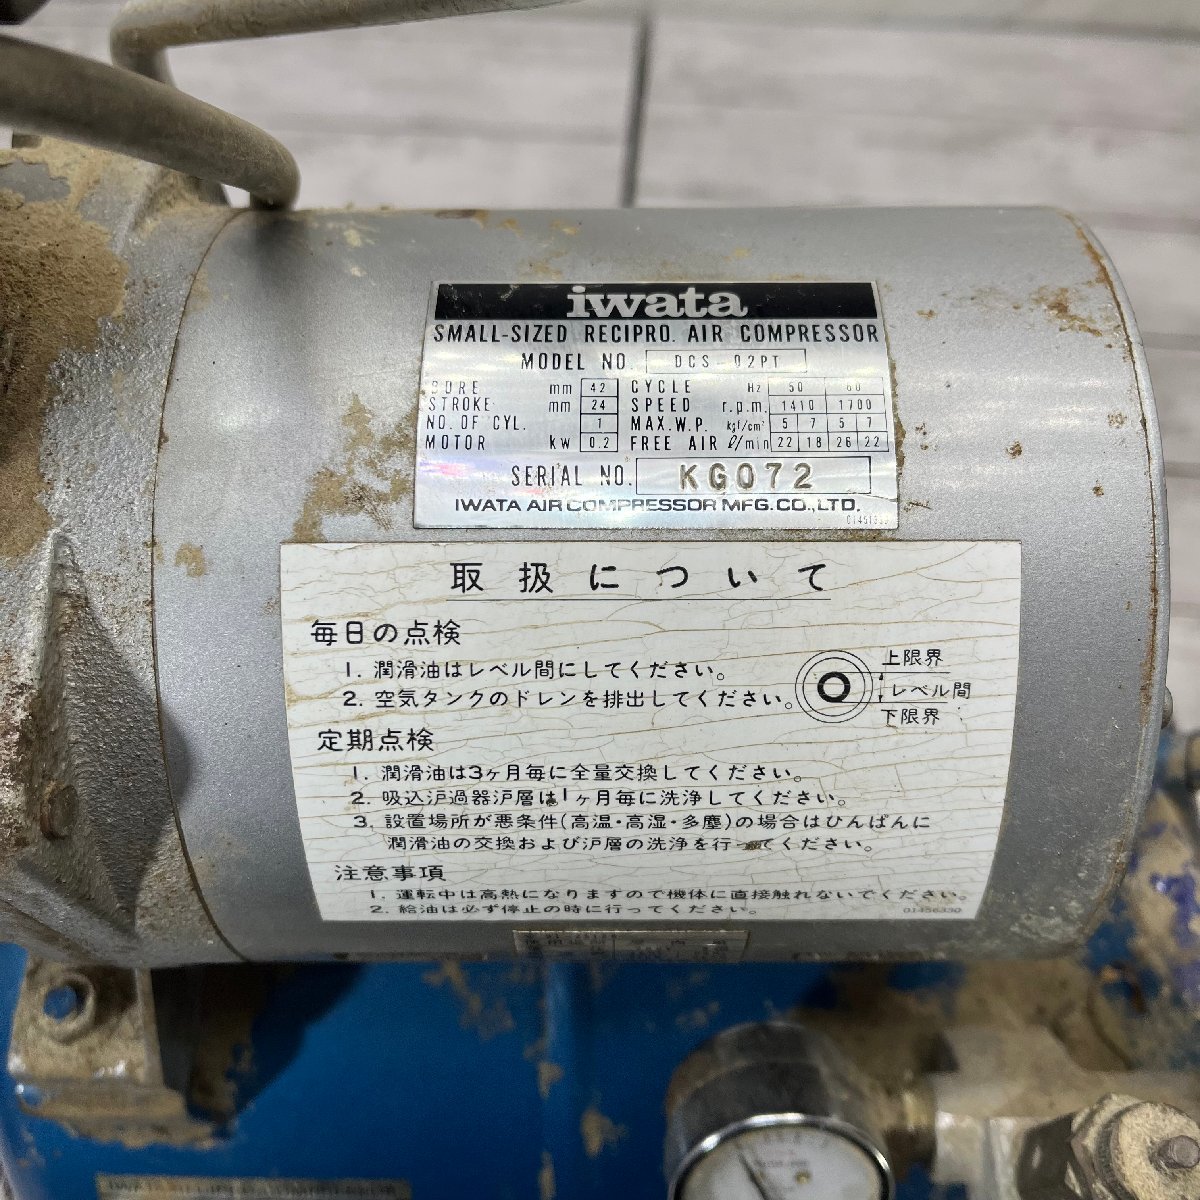 iwata
SMALL-SIZED RECIPRO. AIR COMPRESSOR
MODEL NO. DCS-02PT
BORE mm 42 CYCLE Hz 50 60
STROKE mm 24 SPEED r.p.m. 1410 1700
NO. OF CYL. 1 MAX.W.P. kgf/cm² 5 7 5 7
MOTOR kw 0.2 FREE AIR ℓ/min 22 18 26 22
SERIAL NO. KG072
IWATA AIR COMPRESSOR MFG. CO., LTD.
取扱について
毎日の点検
1. 潤滑油はレベル間にしてください。
2. 空気タンクのドレンを排出してください。
上限界
レベル間
下限界
定期点検
1. 潤滑油は3ヶ月毎に全量交換してください。
2. 吸込沪過器沪層は1ヶ月毎に洗浄してください。
3. 設置場所が悪条件(高温・高湿・多塵)の場合はひんぱんに
潤滑油の交換および沪層の洗浄を行ってください。
注意事項
1. 運転中は高熱になりますので機体に直接触れないでください。
2. 給油は必ず停止の時に行ってください。
01456330